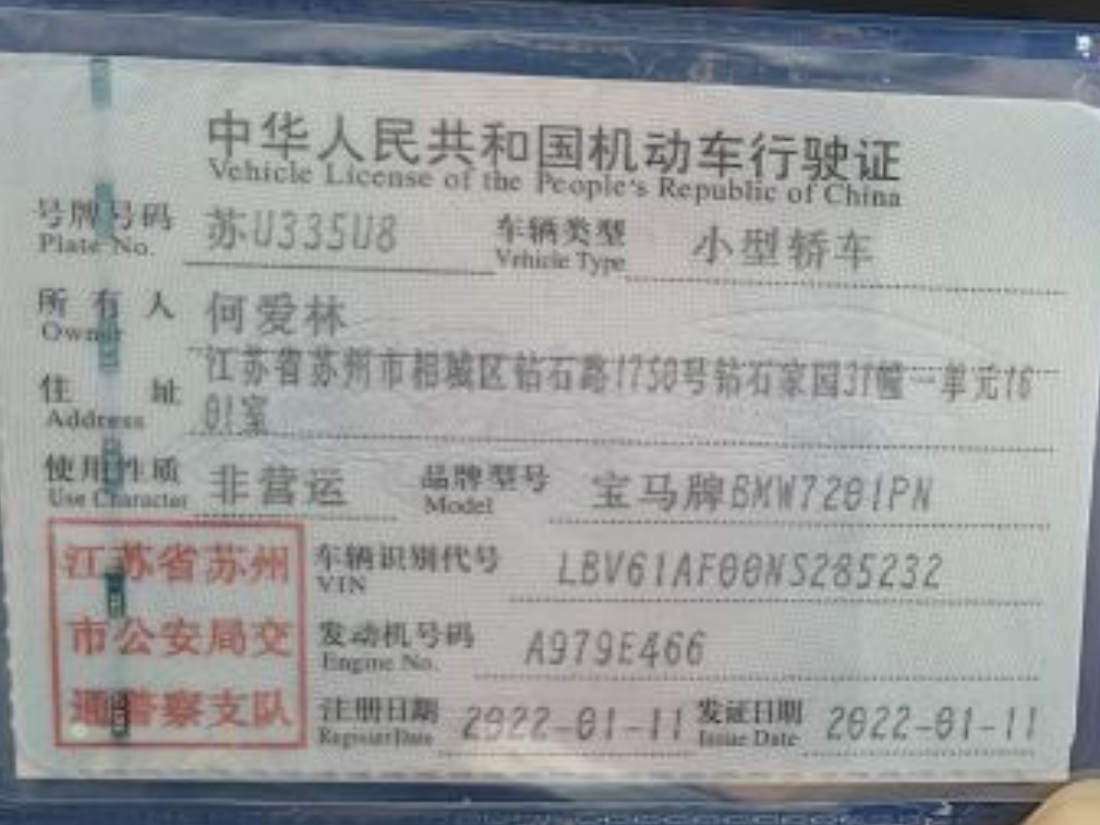 中华人民共和国机动车行驶证
Vehicle License of the People's Republic of China
号牌号码 苏U335U8 车辆类型 小型轿车
Plate No. Vehicle Type
所有人 何爱林
Owner
江苏省苏州市相城区钻石路1750号钻石家园31幢一单元16
住址 01室
Address
使用性质 非营运 品牌型号 宝马牌BMW7201PN
Use Character Model
江苏省苏州 车辆识别代号 LBV61AF00NS285232
VIN
市公安局交 发动机号码 A979E466
Engine No.
通警察支队 注册日期 2022-01-11 发证日期 2022-01-11
Register Date Issue Date